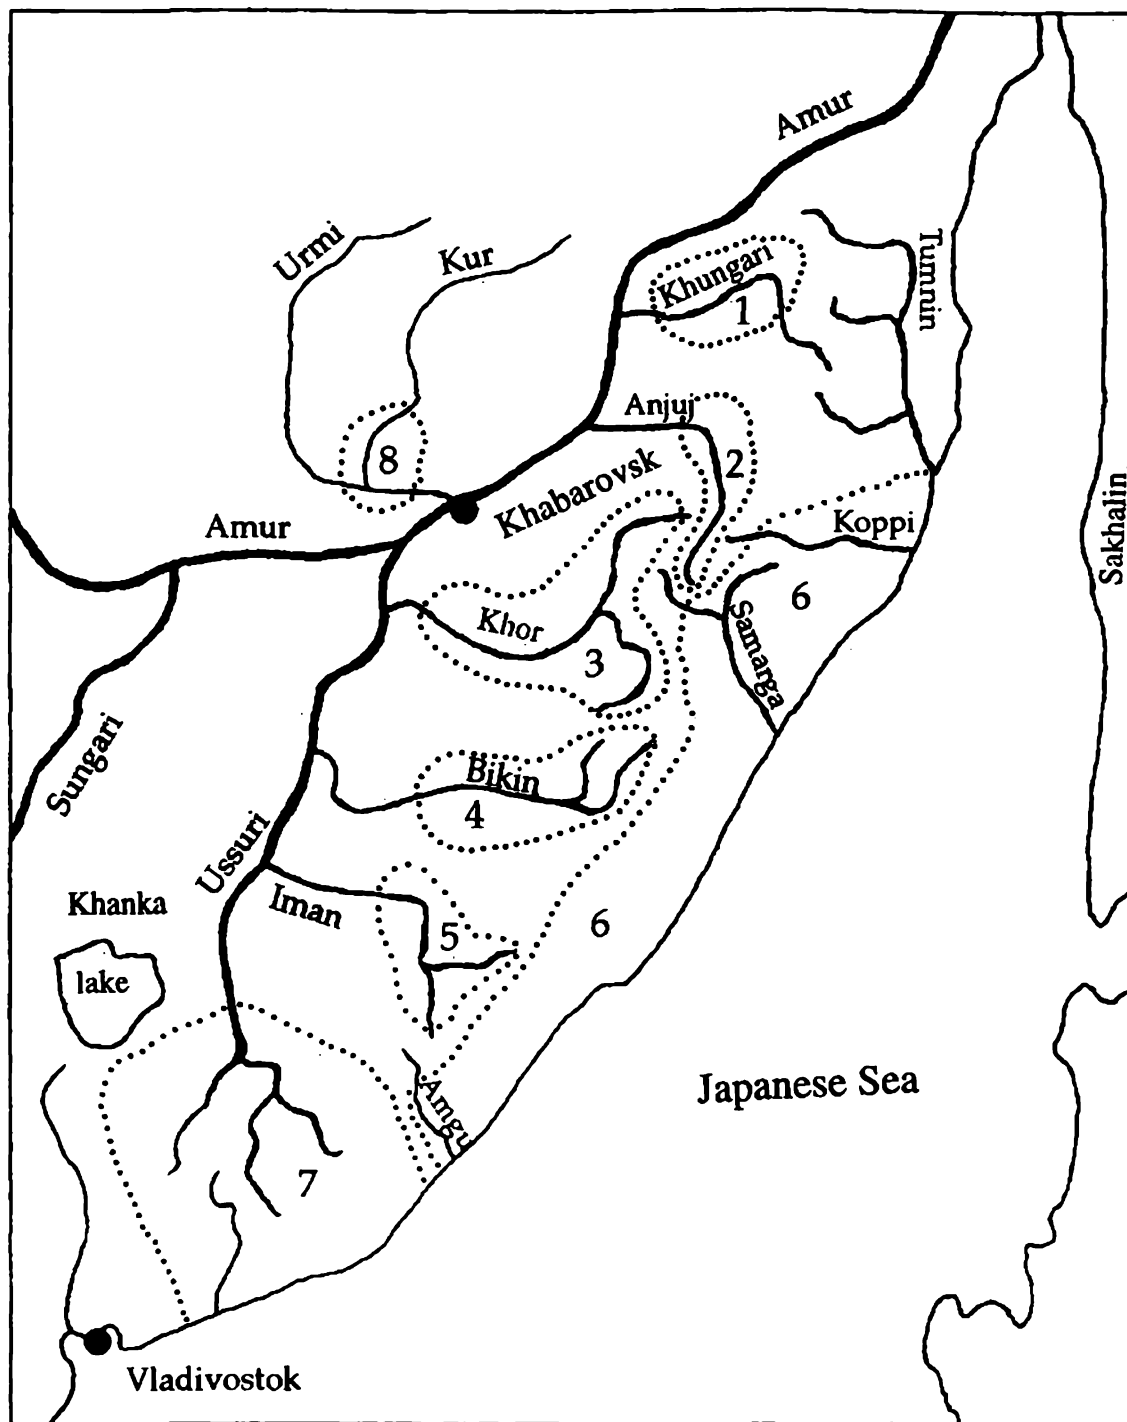 Amur
Urmi
Kur
Khungari
1
Tumnin
Anjuj
2
8
Khabarovsk
Amur
Koppi
Sakhalin
6
Khor
Samarga
3
Sungari
Bikin
4
Ussuri
Iman
Khanka
lake
5
6
Japanese Sea
Amgu
7
Vladivostok